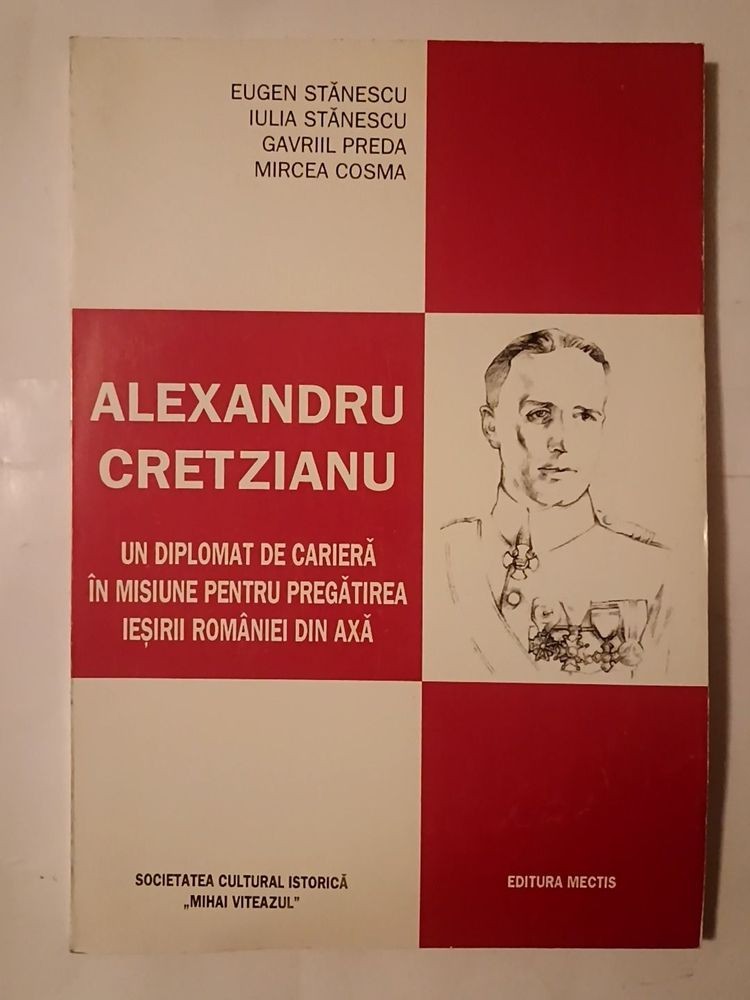 EUGEN STĂNESCU
IULIA STĂNESCU
GAVRIIL PREDA
MIRCEA COSMA
ALEXANDRU
CRETZIANU
UN DIPLOMAT DE CARIERĂ
ÎN MISIUNE PENTRU PREGĂTIREA
IEȘIRII ROMÂNIEI DIN AXĂ
SOCIETATEA CULTURAL ISTORICĂ
„MIHAI VITEAZUL”
EDITURA MECTIS